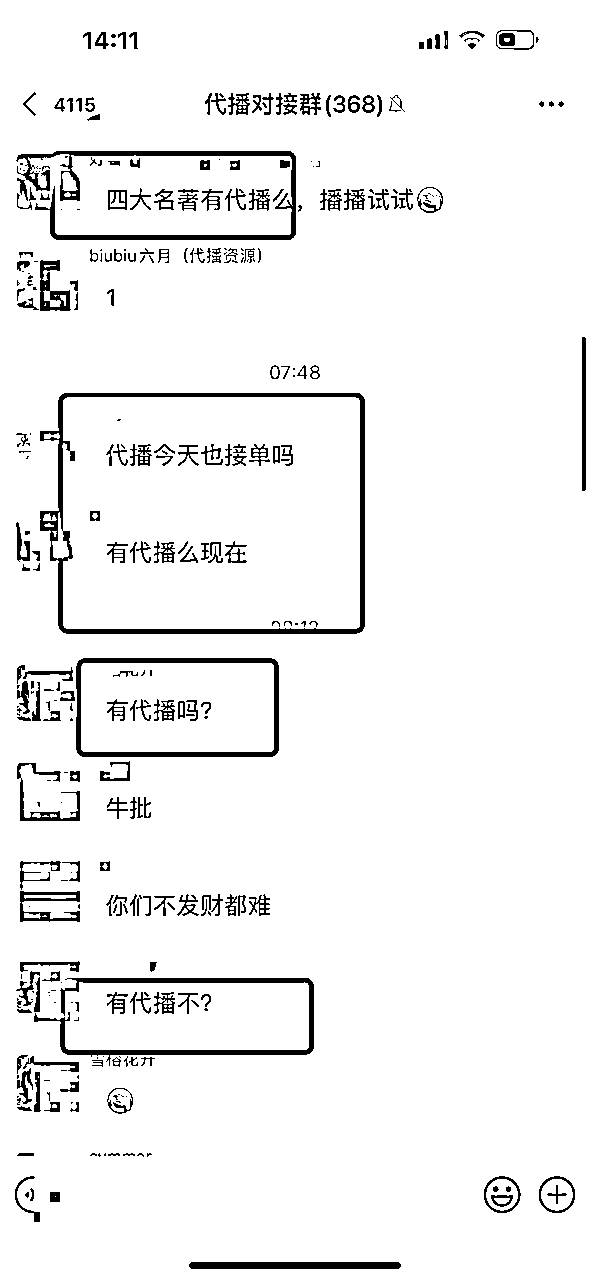 14:11
4115
代播对接群(368)
四大名著有代播么，播播试试
biubiu六月（代播资源）
1
07:48
代播今天也接单吗
有代播么现在
有代播吗?
牛批
你们不发财都难
有代播不?